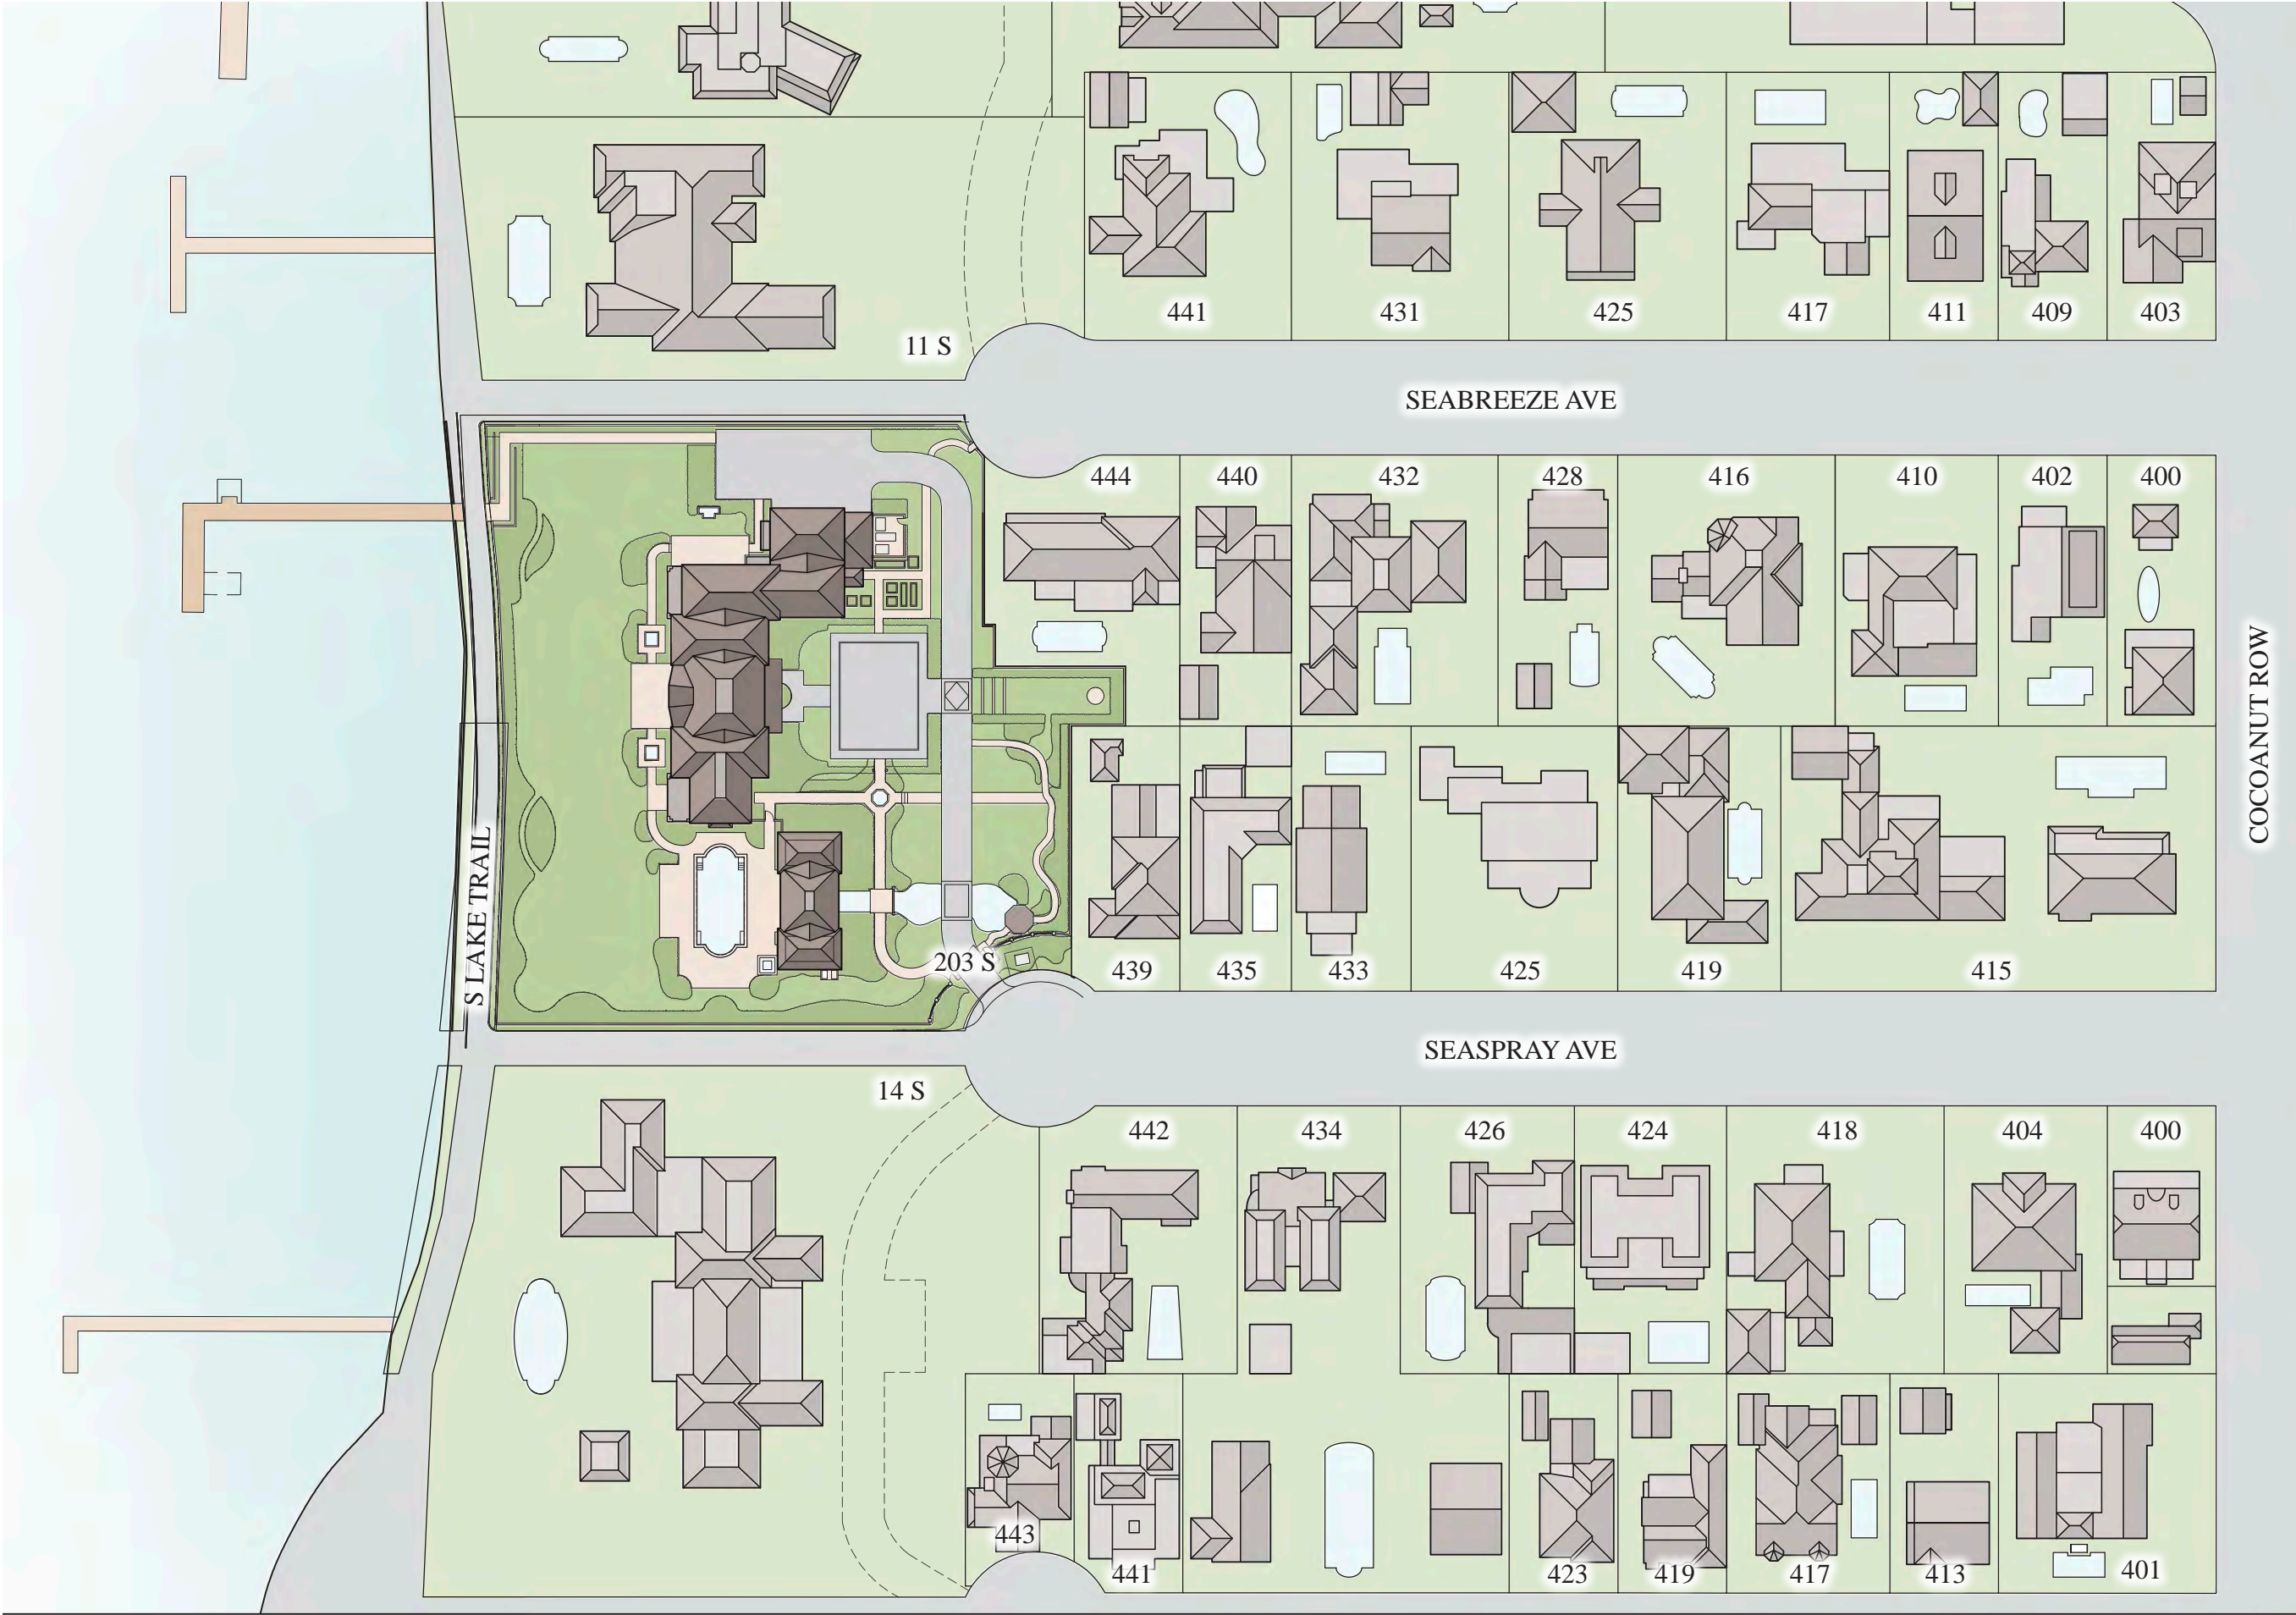 441 431 425 417 411 409 403
11 S
SEABREEZE AVE
444 440 432 428 416 410 402 400
COCOANUT ROW
S LAKE TRAIL
203 S 439 435 433 425 419 415
SEASPRAY AVE
14 S
442 434 426 424 418 404 400
443
441 423 419 417 413 401